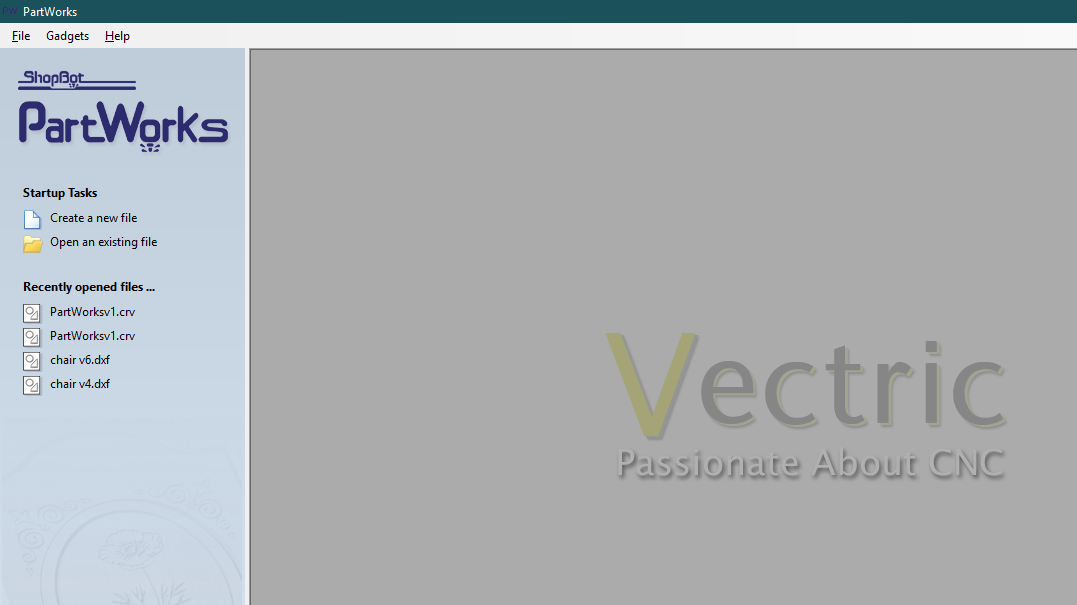 PW PartWorks
File Gadgets Help
ShopBot
PartWorks
Startup Tasks
Create a new file
Open an existing file
Recently opened files ...
PartWorksv1.crv
PartWorksv1.crv
chair v6.dxf
chair v4.dxf
Vectric
Passionate About CNC